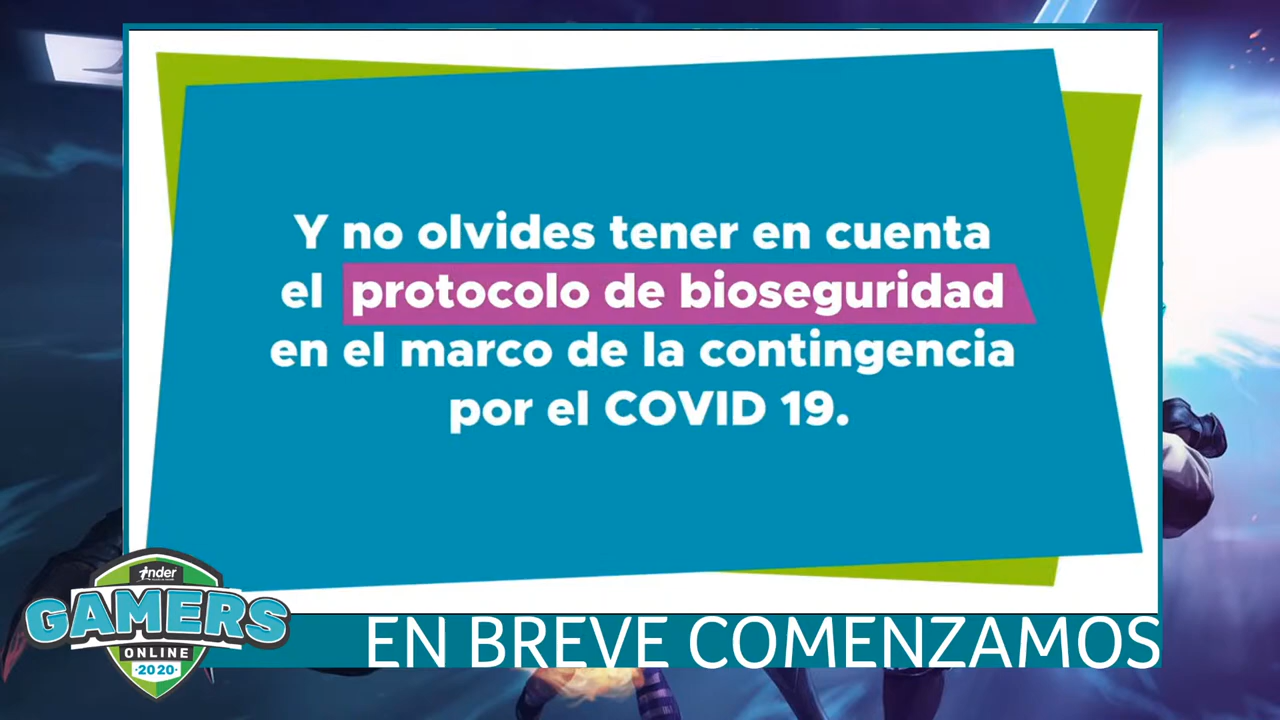 Y no olvides tener en cuenta
el protocolo de bioseguridad
en el marco de la contingencia
por el COVID 19.
inder
GAMERS
ONLINE
·2020·
EN BREVE COMENZAMOS